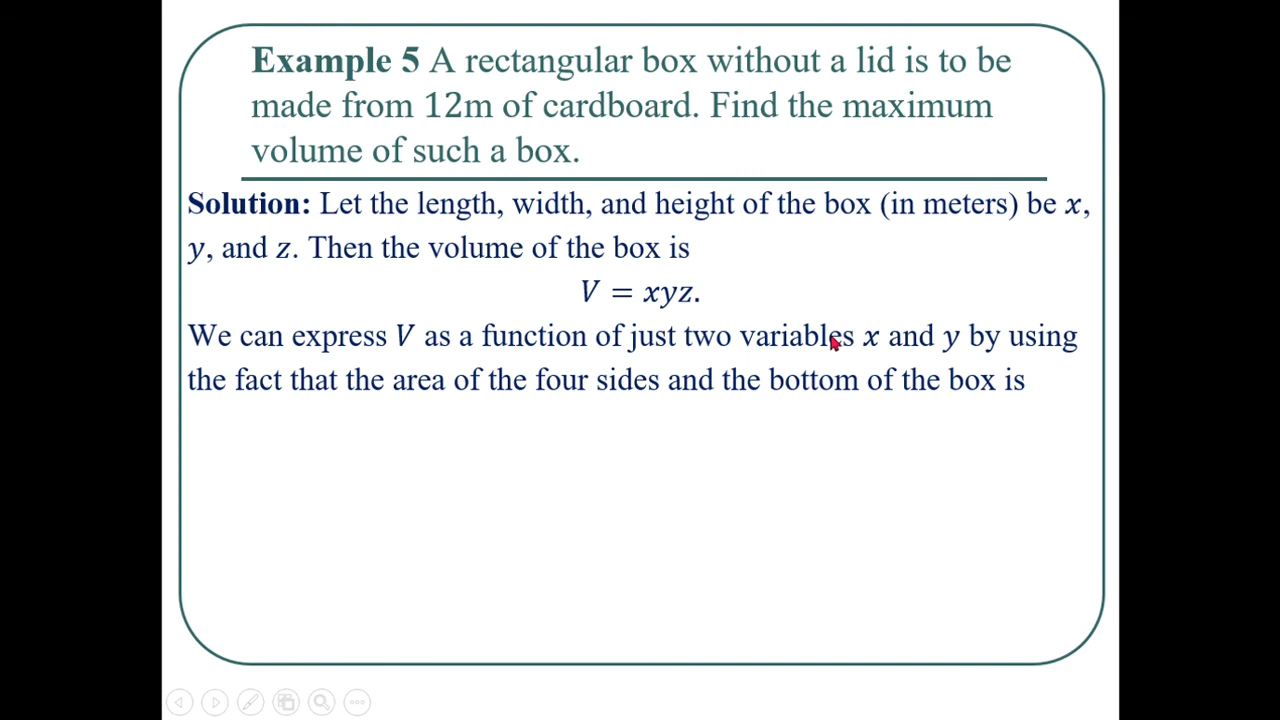 Example 5 A rectangular box without a lid is to be
made from 12m of cardboard. Find the maximum
volume of such a box.
Solution: Let the length, width, and height of the box (in meters) be x,
y, and z. Then the volume of the box is
V = xyz.
We can express V as a function of just two variables x and y by using
the fact that the area of the four sides and the bottom of the box is